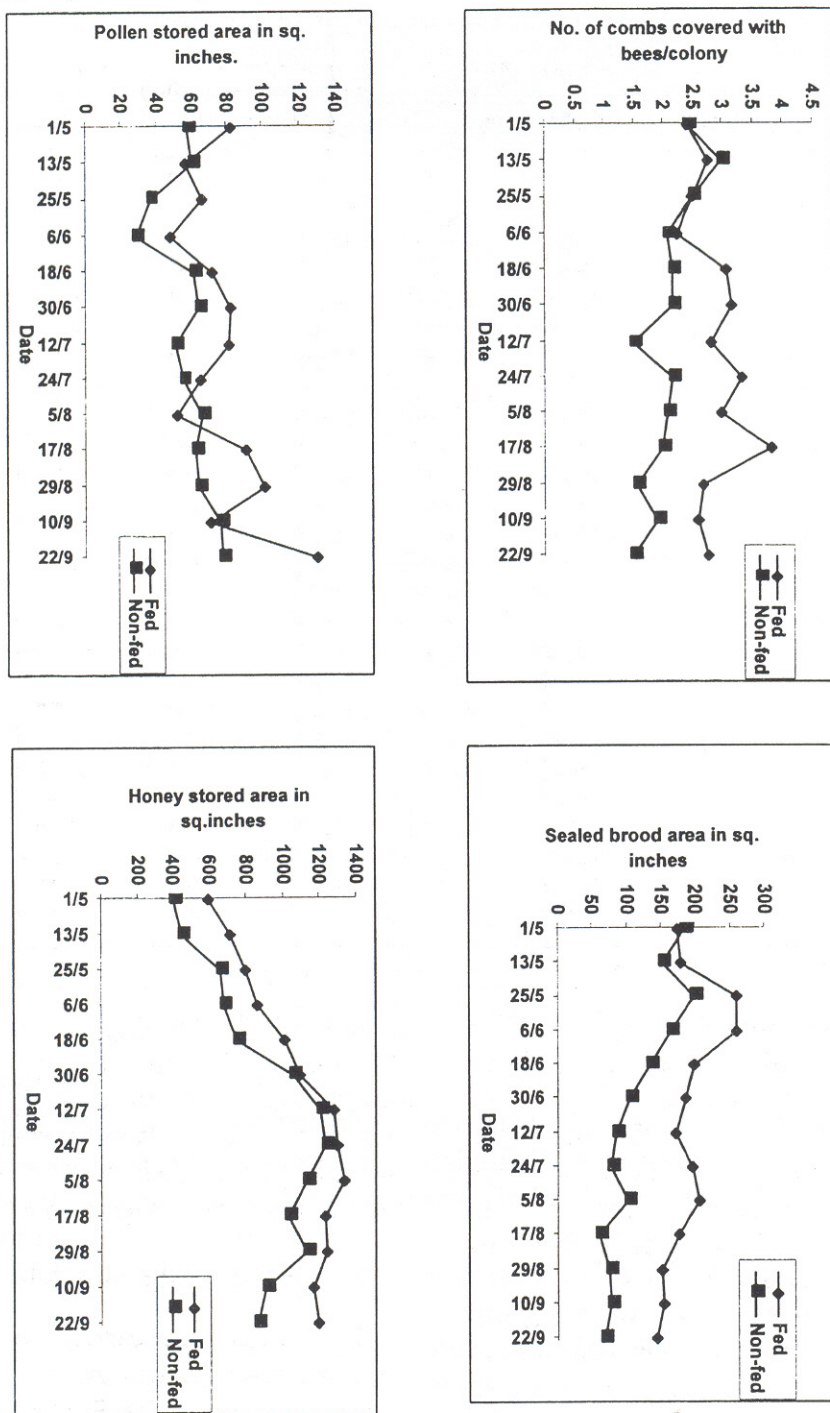 No. of combs covered with
bees/colony
4.5
4
3.5
3
2.5
2
1.5
1
0.5
0
1/5 13/5 25/5 6/6 18/6 30/6 12/7 24/7 5/8 17/8 29/8 10/9 22/9
Date
Fed
Non-fed
Sealed brood area in sq.
inches
300
250
200
150
100
50
0
1/5 13/5 25/5 6/6 18/6 30/6 12/7 24/7 5/8 17/8 29/8 10/9 22/9
Date
Fed
Non-fed
Pollen stored area in sq.
inches.
140
120
100
80
60
40
20
0
1/5 13/5 25/5 6/6 18/6 30/6 12/7 24/7 5/8 17/8 29/8 10/9 22/9
Date
Fed
Non-fed
Honey stored area in
sq.inches
1400
1200
1000
800
600
400
200
0
1/5 13/5 25/5 6/6 18/6 30/6 12/7 24/7 5/8 17/8 29/8 10/9 22/9
Date
Fed
Non-fed